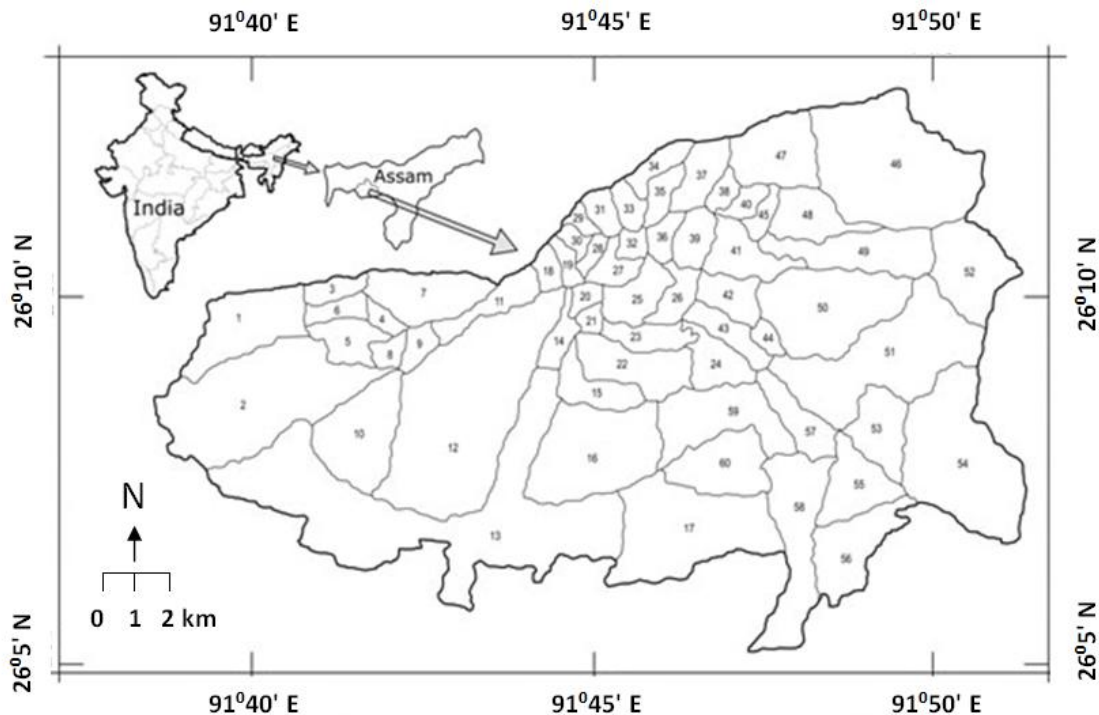 91⁰40' E 91⁰45' E 91⁰50' E
India
Assam
26⁰10' N
26⁰10' N
26⁰5' N
26⁰5' N
34 37 47 46
35 38 40 45 48
29 31 33
30 28 32 36 39 41 49
18 19 27 52
3 7 11 20 25 26 42 50
1 6 4 21 23 43 44
5 8 9 14 22 24 51
2 15 59
10 12 16 60 57 53 54
55
58
13 17 56
N
0 1 2 km
91⁰40' E 91⁰45' E 91⁰50' E